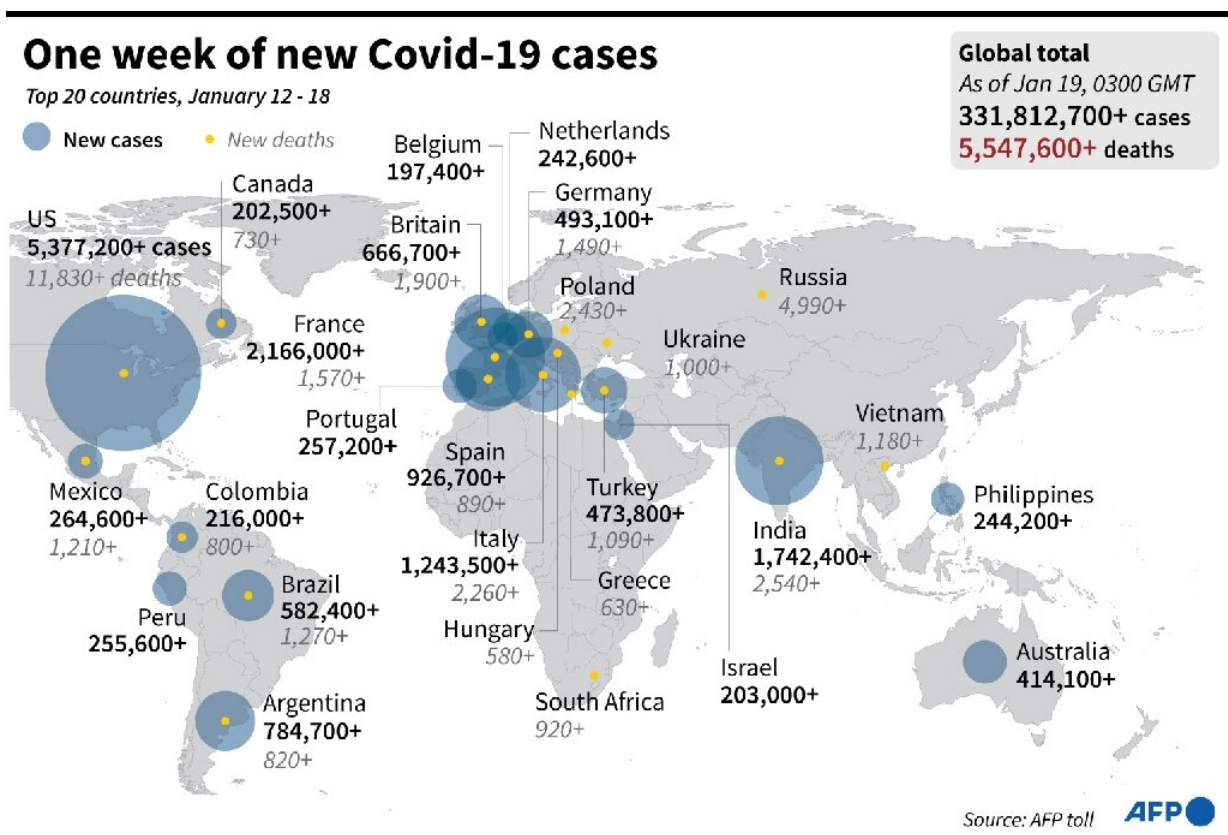 One week of new Covid-19 cases
Top 20 countries, January 12 - 18
New cases
New deaths
Global total
As of Jan 19, 0300 GMT
331,812,700+ cases
5,547,600+ deaths
US
5,377,200+ cases
11,830+ deaths
Canada
202,500+
730+
Belgium
197,400+
Netherlands
242,600+
Britain
666,700+
1,900+
Germany
493,100+
1,490+
Poland
2,430+
Russia
4,990+
France
2,166,000+
1,570+
Ukraine
1,000+
Portugal
257,200+
Spain
926,700+
890+
Vietnam
1,180+
Mexico
264,600+
1,210+
Colombia
216,000+
800+
Turkey
473,800+
1,090+
India
1,742,400+
2,540+
Philippines
244,200+
Italy
1,243,500+
2,260+
Greece
630+
Brazil
582,400+
1,270+
Peru
255,600+
Hungary
580+
Israel
203,000+
Australia
414,100+
Argentina
784,700+
820+
South Africa
920+
Source: AFP toll
AFP